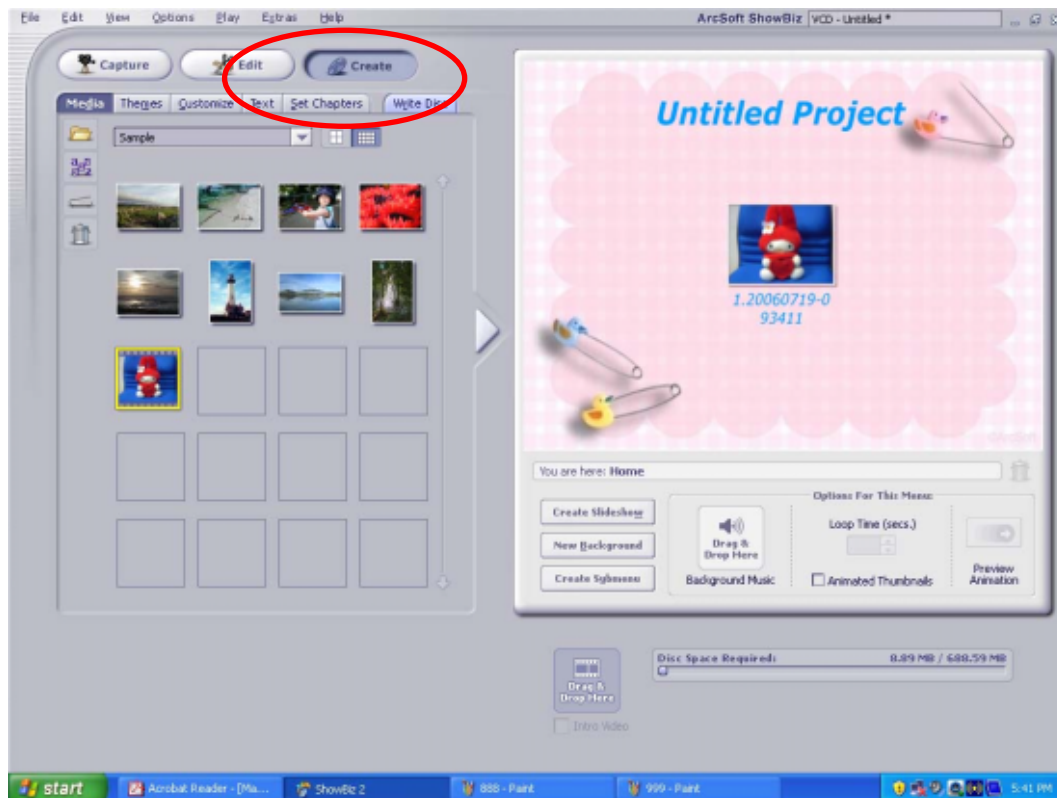 File Edit View Options Play Extras Help
ArcSoft ShowBiz VCD - Untitled *
Capture Edit Create
Media Themes Customize Text Set Chapters Write Disc
Sample
Untitled Project
1.20060719-0
93411
You are here: Home
Create Slideshow
New Background
Create Submenu
Drag &
Drop Here
Background Music
Options For This Menu:
Loop Time (secs.)
Animated Thumbnails
Preview
Animation
Drag &
Drop Here
Intro Video
Disc Space Required: 8.89 MB / 688.59 MB
start Acrobat Reader - [Ma... ShowBiz 2 888 - Paint 999 - Paint 5:41 PM